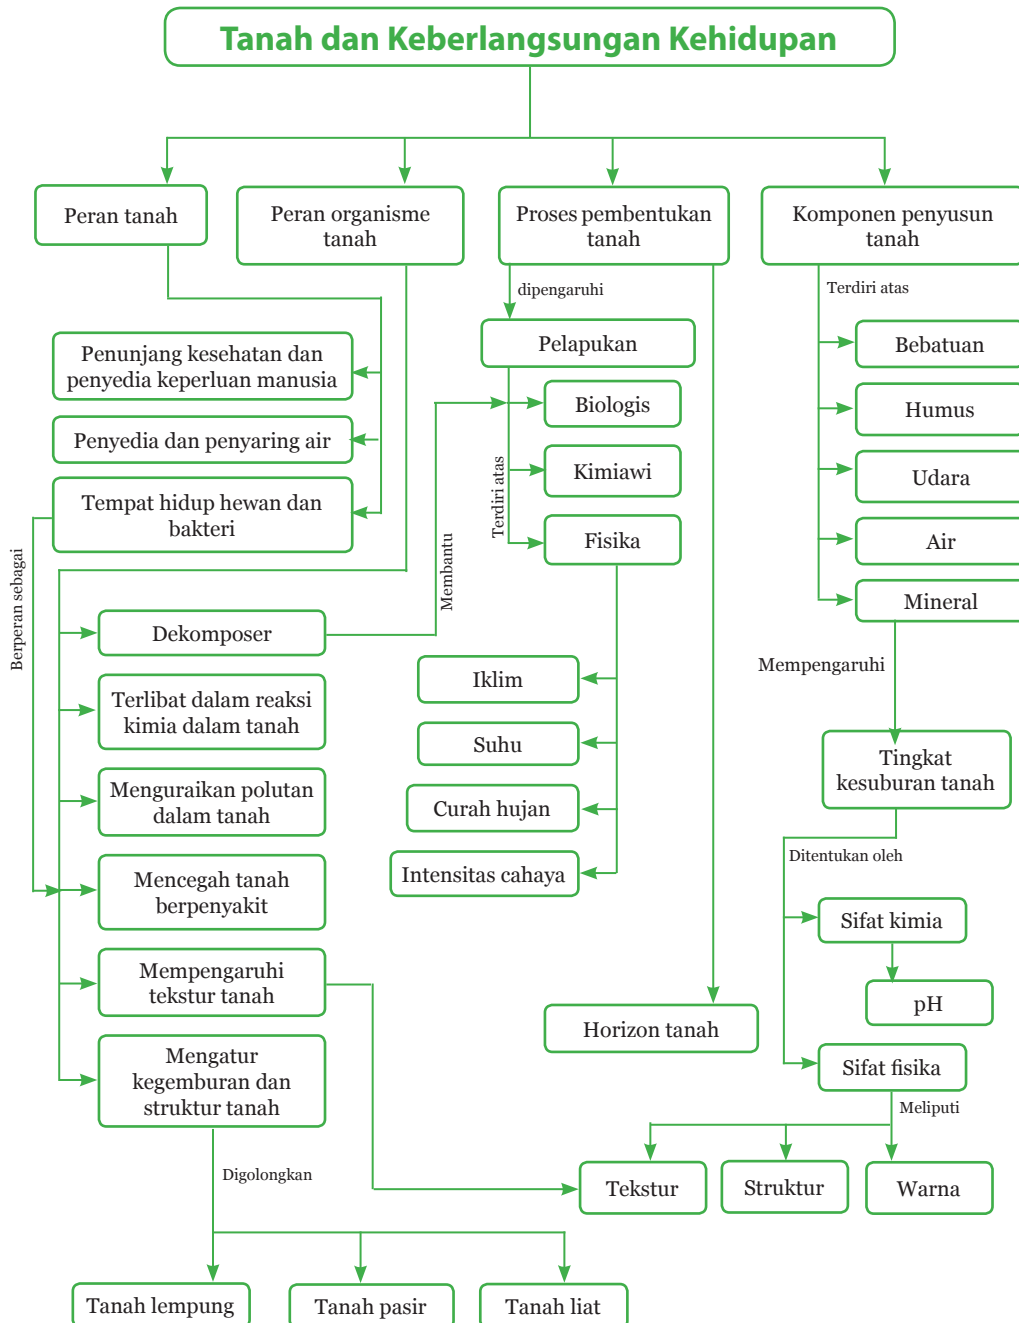 Tanah dan Keberlangsungan Kehidupan
Peran tanah
Peran organisme
tanah
Proses pembentukan
tanah
Komponen penyusun
tanah
dipengaruhi
Terdiri atas
Penunjang kesehatan dan
penyedia keperluan manusia
Penyedia dan penyaring air
Tempat hidup hewan dan
bakteri
Berperan sebagai
Pelapukan
Terdiri atas
Biologis
Kimiawi
Fisika
Membantu
Bebatuan
Humus
Udara
Air
Mineral
Dekomposer
Terlibat dalam reaksi
kimia dalam tanah
Menguraikan polutan
dalam tanah
Mencegah tanah
berpenyakit
Mempengaruhi
tekstur tanah
Mengatur
kegemburan dan
struktur tanah
Iklim
Suhu
Curah hujan
Intensitas cahaya
Mempengaruhi
Tingkat
kesuburan tanah
Ditentukan oleh
Sifat kimia
pH
Horizon tanah
Sifat fisika
Meliputi
Digolongkan
Tekstur
Struktur
Warna
Tanah lempung
Tanah pasir
Tanah liat